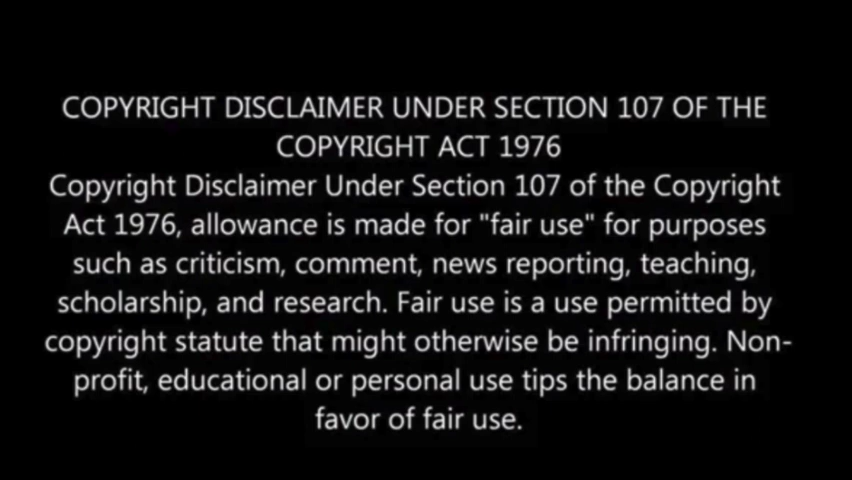 COPYRIGHT DISCLAIMER UNDER SECTION 107 OF THE
COPYRIGHT ACT 1976
Copyright Disclaimer Under Section 107 of the Copyright
Act 1976, allowance is made for "fair use" for purposes
such as criticism, comment, news reporting, teaching,
scholarship, and research. Fair use is a use permitted by
copyright statute that might otherwise be infringing. Non-
profit, educational or personal use tips the balance in
favor of fair use.